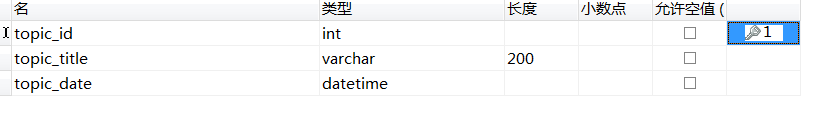 名 类型 长度 小数点 允许空值 (
topic_id int 1
topic_title varchar 200
topic_date datetime